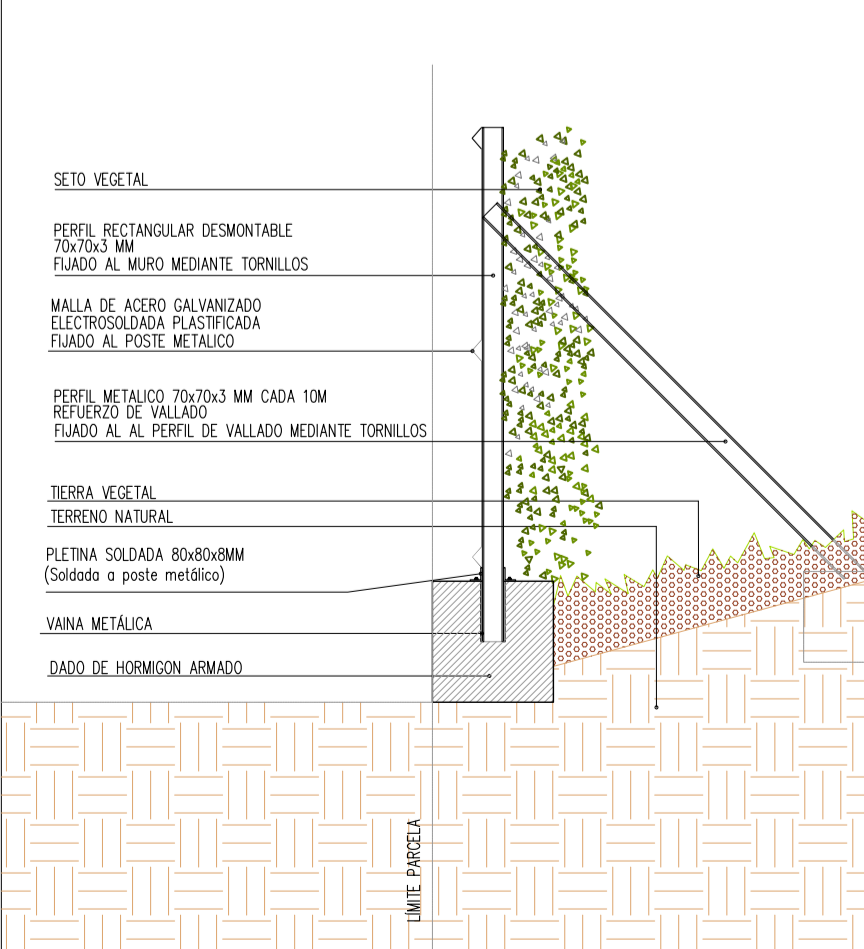 SETO VEGETAL
PERFIL RECTANGULAR DESMONTABLE
70x70x3 MM
FIJADO AL MURO MEDIANTE TORNILLOS
MALLA DE ACERO GALVANIZADO
ELECTROSOLDADA PLASTIFICADA
FIJADO AL POSTE METALICO
PERFIL METALICO 70x70x3 MM CADA 10M
REFUERZO DE VALLADO
FIJADO AL AL PERFIL DE VALLADO MEDIANTE TORNILLOS
TIERRA VEGETAL
TERRENO NATURAL
PLETINA SOLDADA 80x80x8MM
(Soldada a poste metálico)
VAINA METÁLICA
DADO DE HORMIGON ARMADO
LÍMITE PARCELA